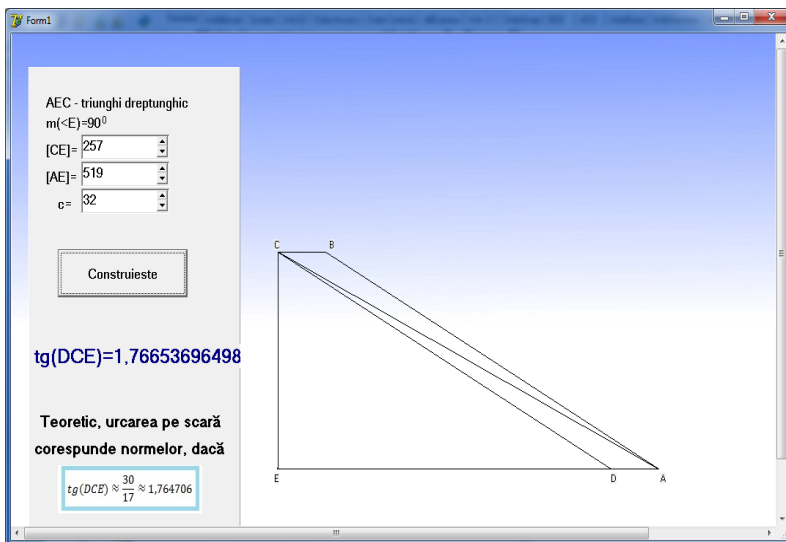 Form1
AEC - triunghi dreptunghic
m(<E)=90⁰
[CE]= 257
[AE]= 519
c= 32
Construieste
tg(DCE)=1,76653696498
Teoretic, urcarea pe scară
corespunde normelor, dacă
tg(DCE) ≈ 30/17 ≈ 1,764706
C B
E D A